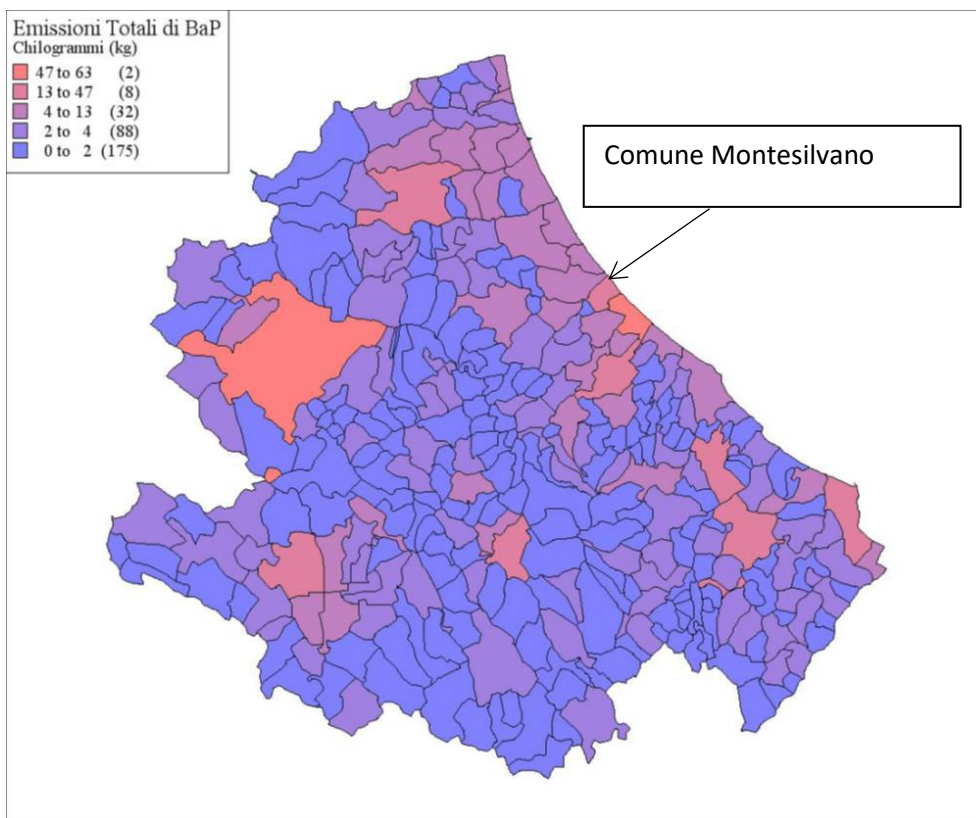 Emissioni Totali di BaP
Chilogrammi (kg)
47 to 63 (2)
13 to 47 (8)
4 to 13 (32)
2 to 4 (88)
0 to 2 (175)
Comune Montesilvano